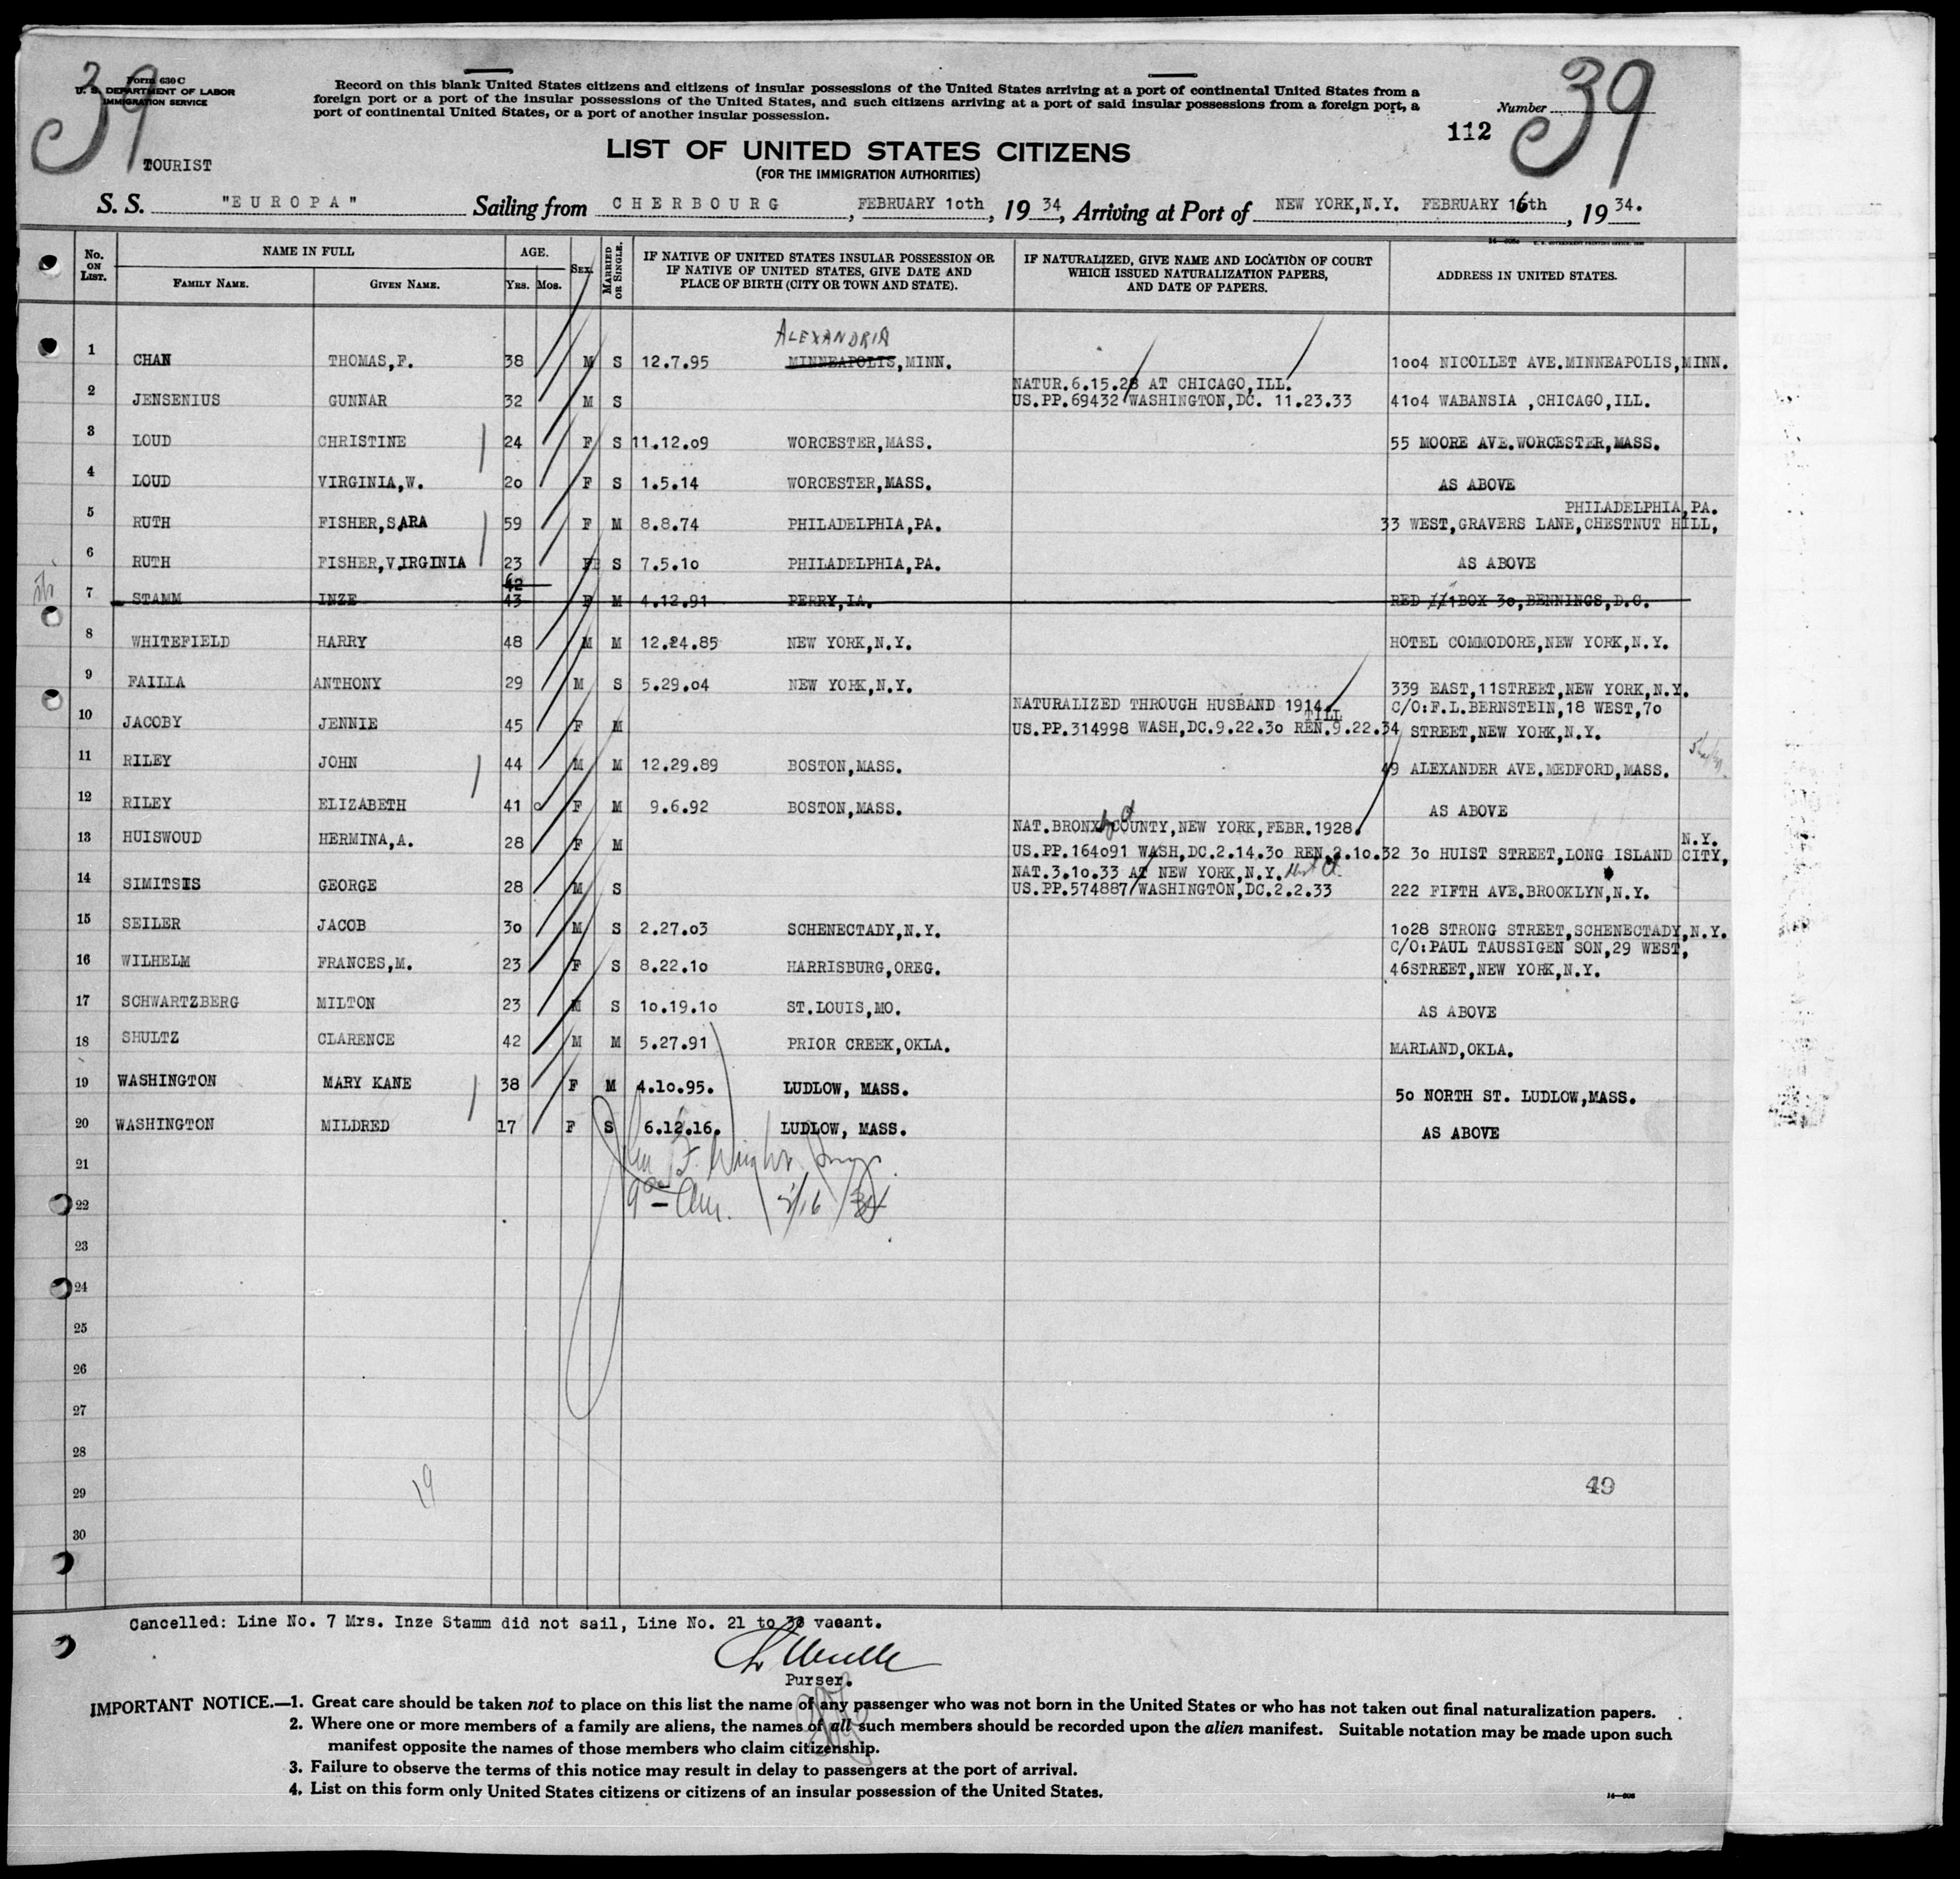 39
Form 630 C
U. S. DEPARTMENT OF LABOR
IMMIGRATION SERVICE
Record on this blank United States citizens and citizens of insular possessions of the United States arriving at a port of continental United States from a
foreign port or a port of the insular possessions of the United States, and such citizens arriving at a port of said insular possessions from a foreign port, a
port of continental United States, or a port of another insular possession.
Number
39
112
TOURIST
LIST OF UNITED STATES CITIZENS
(FOR THE IMMIGRATION AUTHORITIES)
S. S. "EUROPA" Sailing from CHERBOURG, FEBRUARY 10th, 1934, Arriving at Port of NEW YORK,N.Y. FEBRUARY 16th, 1934.
No. ON LIST. NAME IN FULL FAMILY NAME. GIVEN NAME. AGE. YRS. MOS. SEX. MARRIED OR SINGLE. IF NATIVE OF UNITED STATES INSULAR POSSESSION OR IF NATIVE OF UNITED STATES, GIVE DATE AND PLACE OF BIRTH (CITY OR TOWN AND STATE). IF NATURALIZED, GIVE NAME AND LOCATION OF COURT WHICH ISSUED NATURALIZATION PAPERS, AND DATE OF PAPERS. ADDRESS IN UNITED STATES.
ALEXANDRIA
1 CHAN THOMAS,F. 38 M S 12.7.95 MINNEAPOLIS,MINN. 1004 NICOLLET AVE.MINNEAPOLIS,MINN.
NATUR.6.15.28 AT CHICAGO,ILL.
2 JENSENIUS GUNNAR 32 M S US.PP.69432 WASHINGTON,DC. 11.23.33 4104 WABANSIA ,CHICAGO,ILL.
3 LOUD CHRISTINE 24 F S 11.12.09 WORCESTER,MASS. 55 MOORE AVE.WORCESTER,MASS.
4 LOUD VIRGINIA,W. 20 F S 1.5.14 WORCESTER,MASS. AS ABOVE
PHILADELPHIA,PA.
5 RUTH FISHER,SARA 59 F M 8.8.74 PHILADELPHIA,PA. 33 WEST,GRAVERS LANE,CHESTNUT HILL,
6 RUTH FISHER,VIRGINIA 23 F S 7.5.10 PHILADELPHIA,PA. AS ABOVE
42
7 STAMM INZE 43 F M 4.12.91 PERRY,IA. RED 1 BOX 30,BENNINGS,D.C.
8 WHITEFIELD HARRY 48 M M 12.24.85 NEW YORK,N.Y. HOTEL COMMODORE,NEW YORK,N.Y.
9 FAILLA ANTHONY 29 M S 5.29.04 NEW YORK,N.Y. 339 EAST,11STREET,NEW YORK,N.Y.
NATURALIZED THROUGH HUSBAND 1914. C/O:F.L.BERNSTEIN,18 WEST,70
TILL
10 JACOBY JENNIE 45 F M US.PP.314998 WASH,DC.9.22.30 REN.9.22.34 STREET,NEW YORK,N.Y.
11 RILEY JOHN 44 M M 12.29.89 BOSTON,MASS. 49 ALEXANDER AVE.MEDFORD,MASS.
12 RILEY ELIZABETH 41 F M 9.6.92 BOSTON,MASS. AS ABOVE
NAT.BRONX COUNTY,NEW YORK,FEBR.1928. N.Y.
13 HUISWOUD HERMINA,A. 28 F M US.PP.164091 WASH,DC.2.14.30 REN.2.10.32 30 HUIST STREET,LONG ISLAND CITY,
NAT.3.10.33 AT NEW YORK,N.Y.
14 SIMITSIS GEORGE 28 M S US.PP.574887 WASHINGTON,DC.2.2.33 222 FIFTH AVE.BROOKLYN,N.Y.
15 SEILER JACOB 30 M S 2.27.03 SCHENECTADY,N.Y. 1028 STRONG STREET,SCHENECTADY,N.Y.
C/O:PAUL TAUSSIGEN SON,29 WEST,
16 WILHELM FRANCES,M. 23 F S 8.22.10 HARRISBURG,OREG. 46STREET,NEW YORK,N.Y.
17 SCHWARTZBERG MILTON 23 M S 10.19.10 ST.LOUIS,MO. AS ABOVE
18 SHULTZ CLARENCE 42 M M 5.27.91 PRIOR CREEK,OKLA. MARLAND,OKLA.
19 WASHINGTON MARY KANE 38 F M 4.10.95. LUDLOW, MASS. 50 NORTH ST. LUDLOW,MASS.
20 WASHINGTON MILDRED 17 F S 6.12.16. LUDLOW, MASS. AS ABOVE
21
22
23
24
25
26
27
28
29
30
19
49
Cancelled: Line No. 7 Mrs. Inze Stamm did not sail, Line No. 21 to 30 vacant.
Purser.
IMPORTANT NOTICE.—1. Great care should be taken not to place on this list the name of any passenger who was not born in the United States or who has not taken out final naturalization papers.
2. Where one or more members of a family are aliens, the names of all such members should be recorded upon the alien manifest. Suitable notation may be made upon such
manifest opposite the names of those members who claim citizenship.
3. Failure to observe the terms of this notice may result in delay to passengers at the port of arrival.
4. List on this form only United States citizens or citizens of an insular possession of the United States.